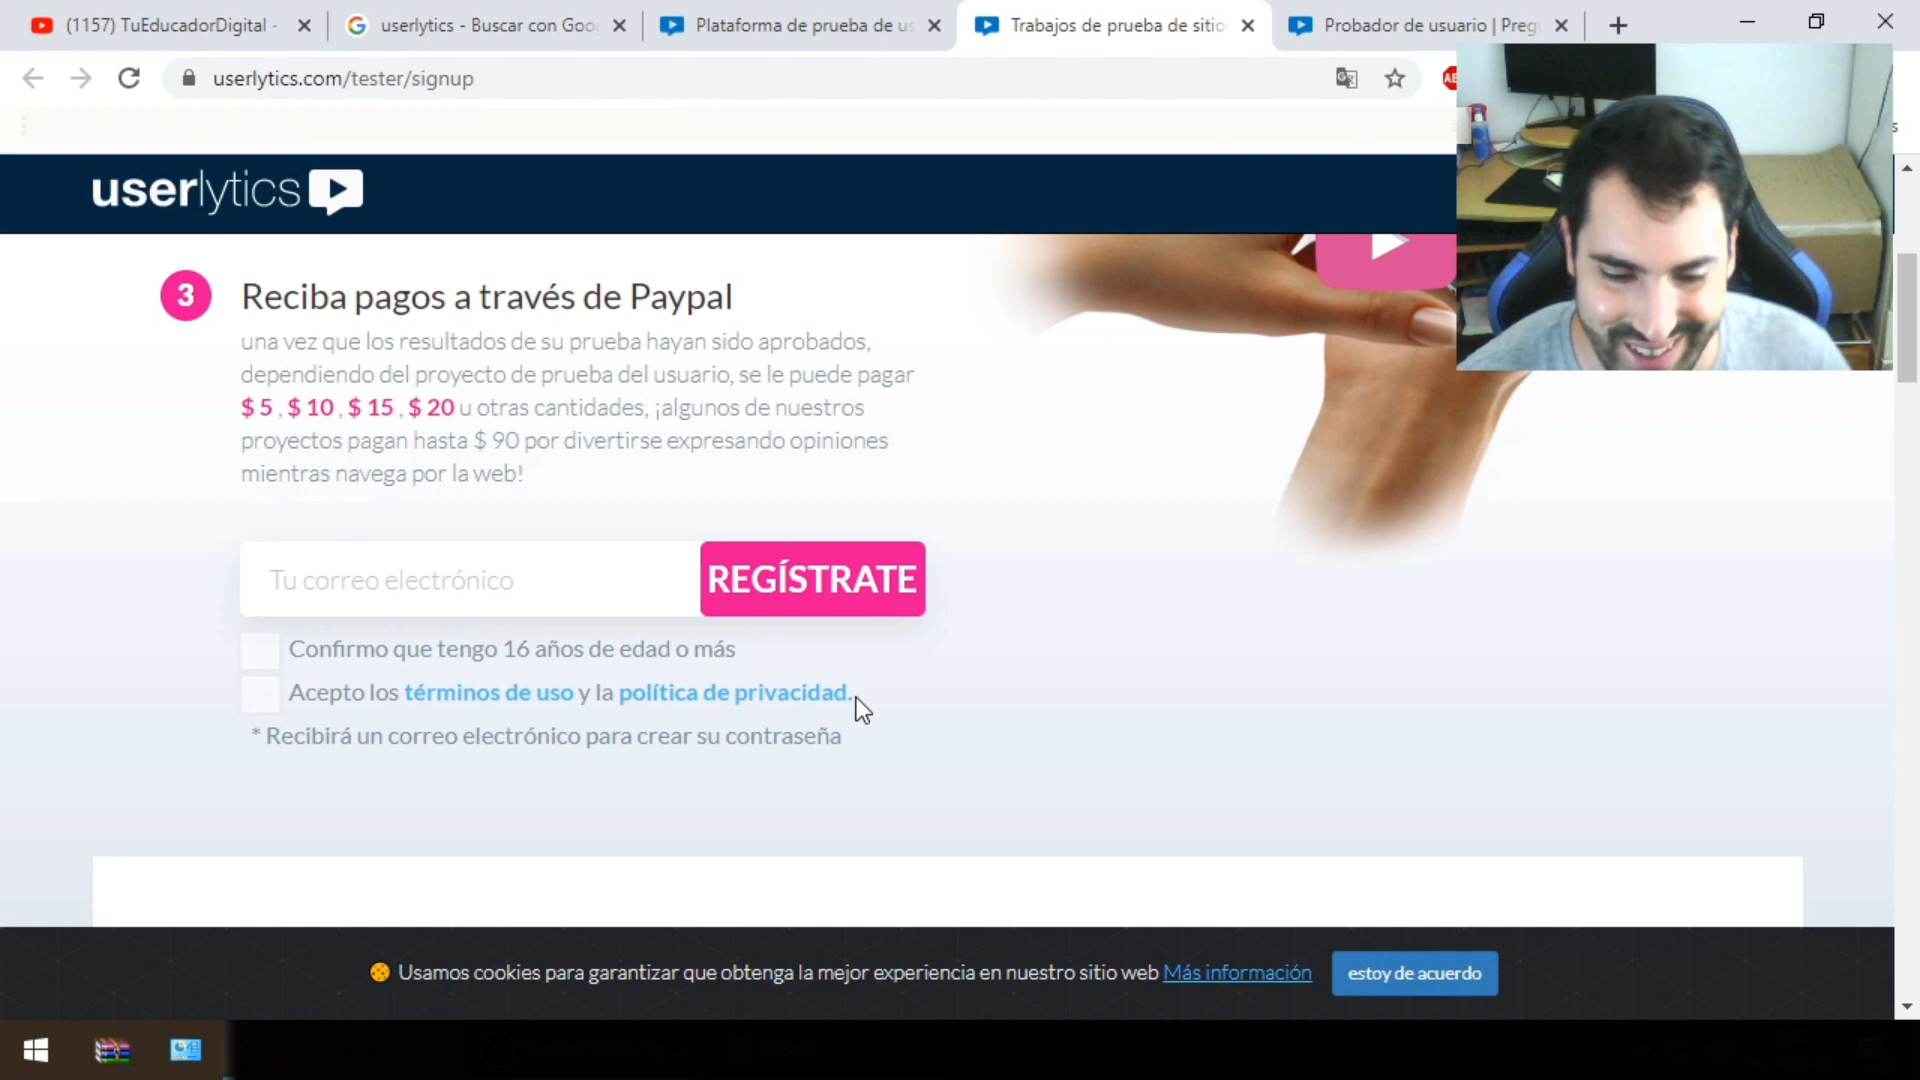 (1157) TuEducadorDigital -
userlytics - Buscar con Goo
Plataforma de prueba de us
Trabajos de prueba de sitio
Probador de usuario | Preg
userlytics.com/tester/signup
userlytics
3 Reciba pagos a través de Paypal
una vez que los resultados de su prueba hayan sido aprobados,
dependiendo del proyecto de prueba del usuario, se le puede pagar
$ 5 , $ 10 , $ 15 , $ 20 u otras cantidades, ¡algunos de nuestros
proyectos pagan hasta $ 90 por divertirse expresando opiniones
mientras navega por la web!
Tu correo electrónico
REGÍSTRATE
Confirmo que tengo 16 años de edad o más
Acepto los términos de uso y la política de privacidad.
* Recibirá un correo electrónico para crear su contraseña
Usamos cookies para garantizar que obtenga la mejor experiencia en nuestro sitio web Más información
estoy de acuerdo